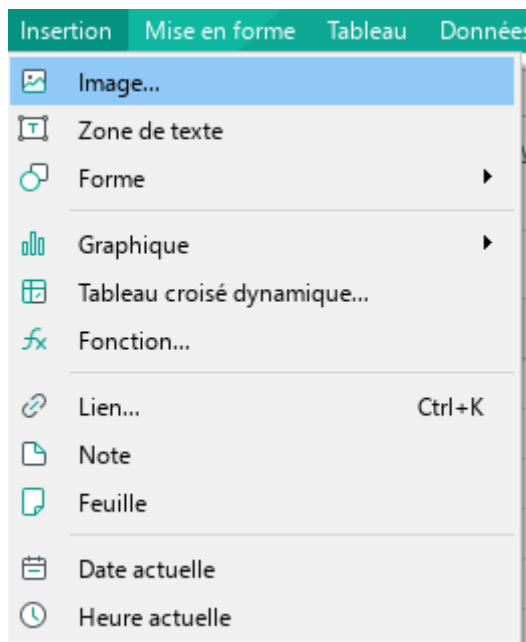 Insertion Mise en forme Tableau Données
Image...
Zone de texte
Forme
Graphique
Tableau croisé dynamique...
Fonction...
Lien... Ctrl+K
Note
Feuille
Date actuelle
Heure actuelle